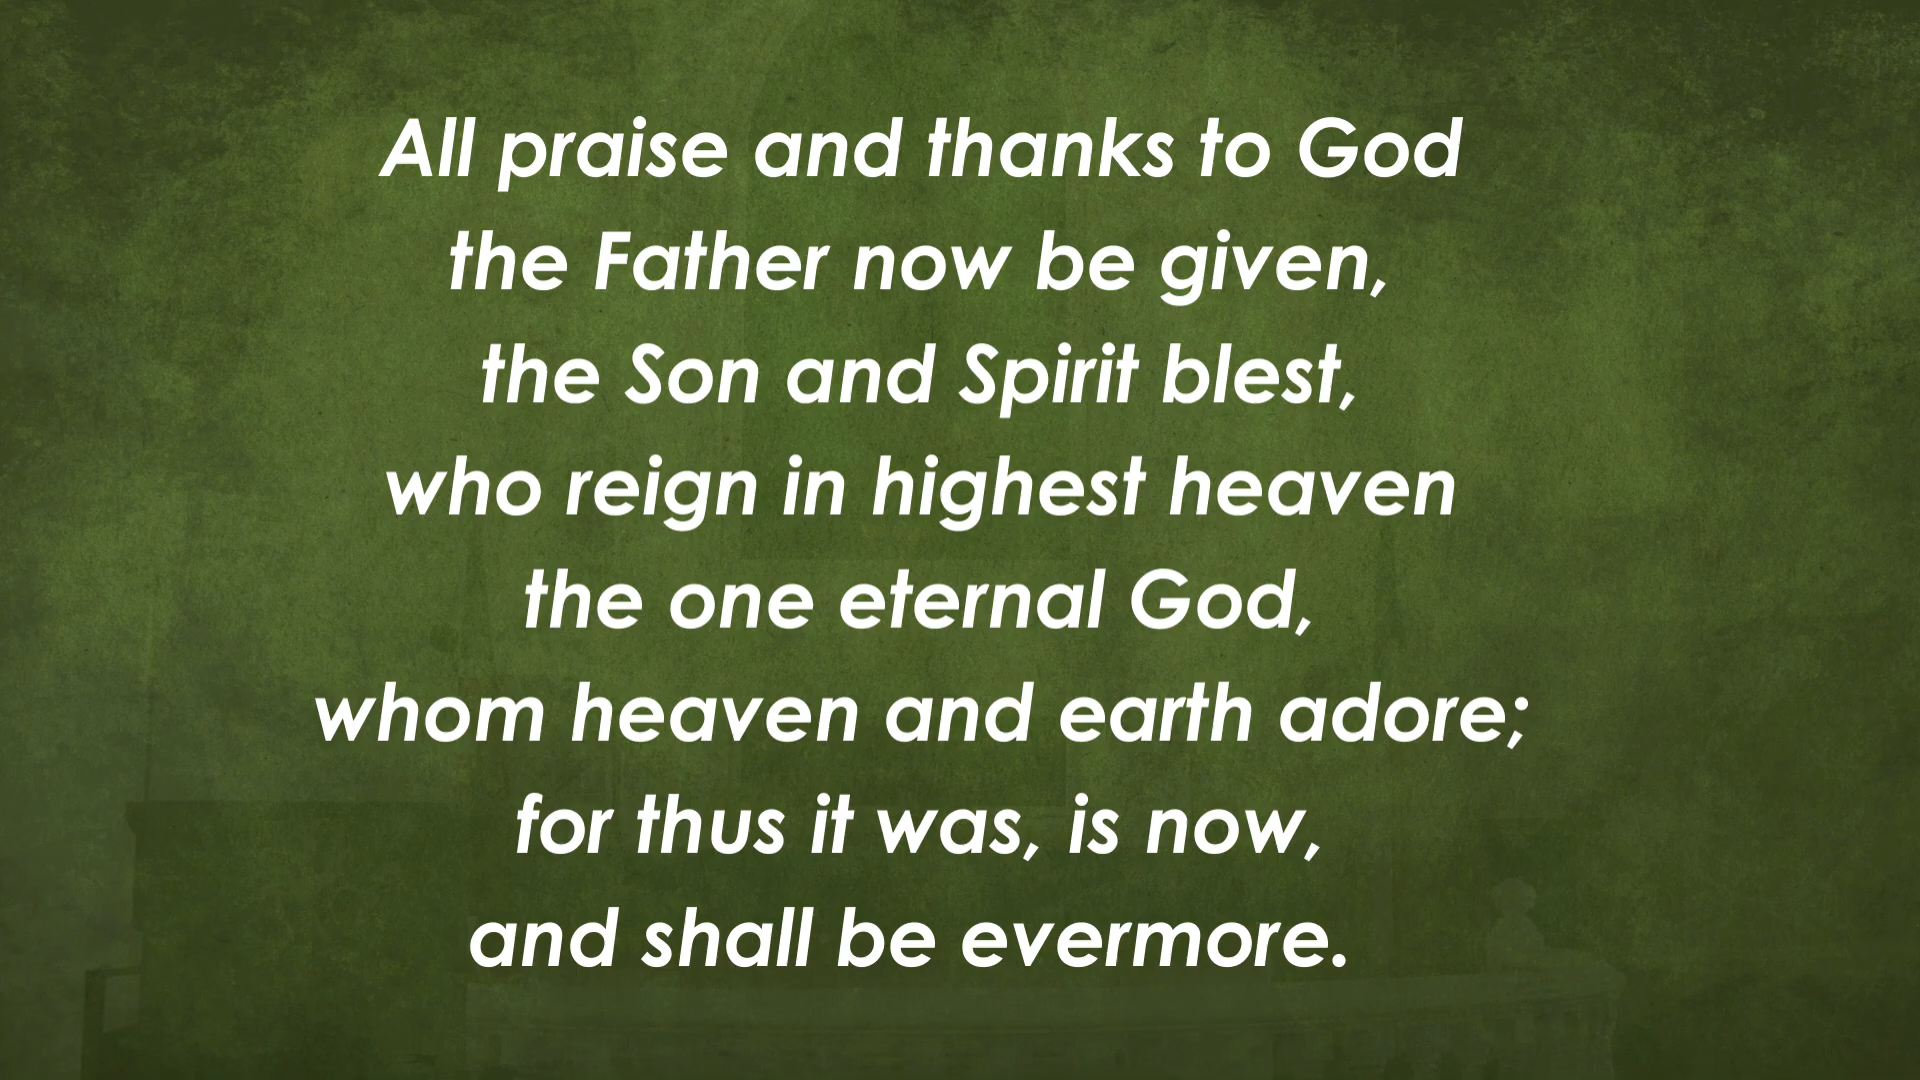 All praise and thanks to God
the Father now be given,
the Son and Spirit blest,
who reign in highest heaven
the one eternal God,
whom heaven and earth adore;
for thus it was, is now,
and shall be evermore.